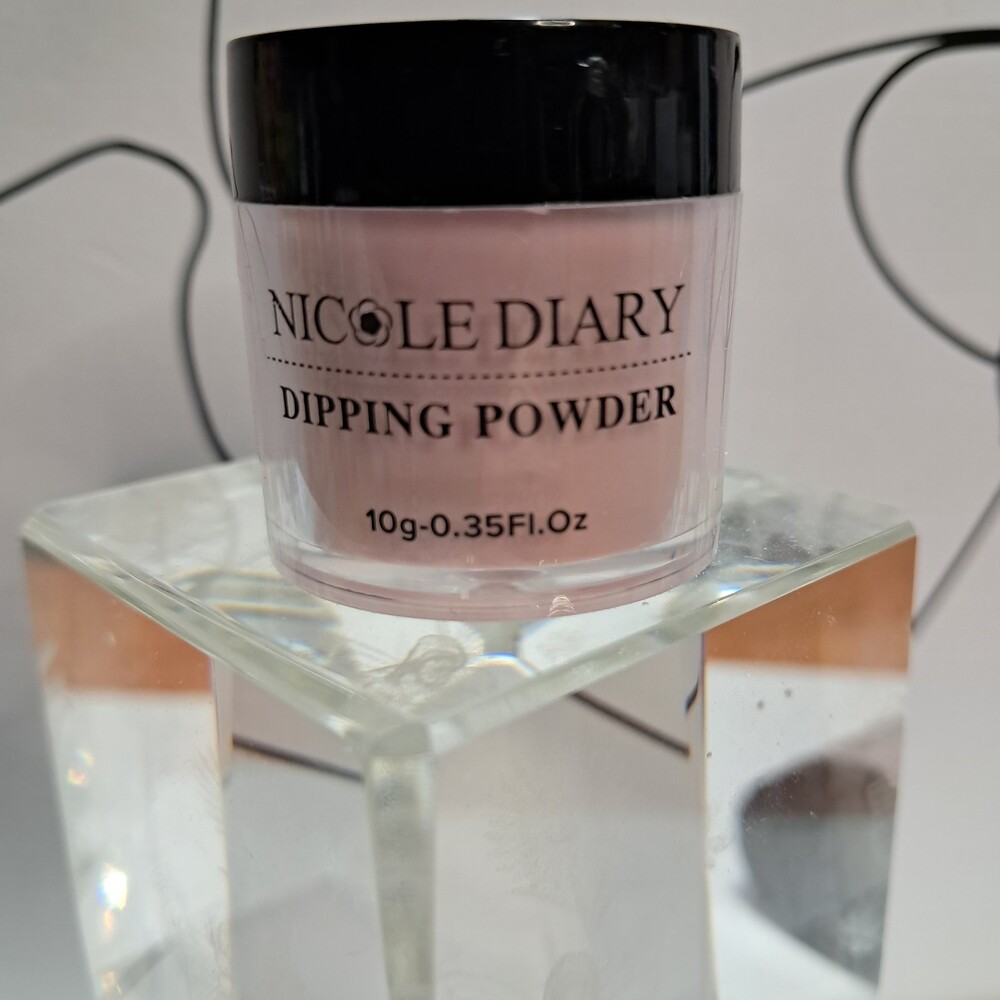 NICOLE DIARY
DIPPING POWDER
10g-0.35Fl.Oz